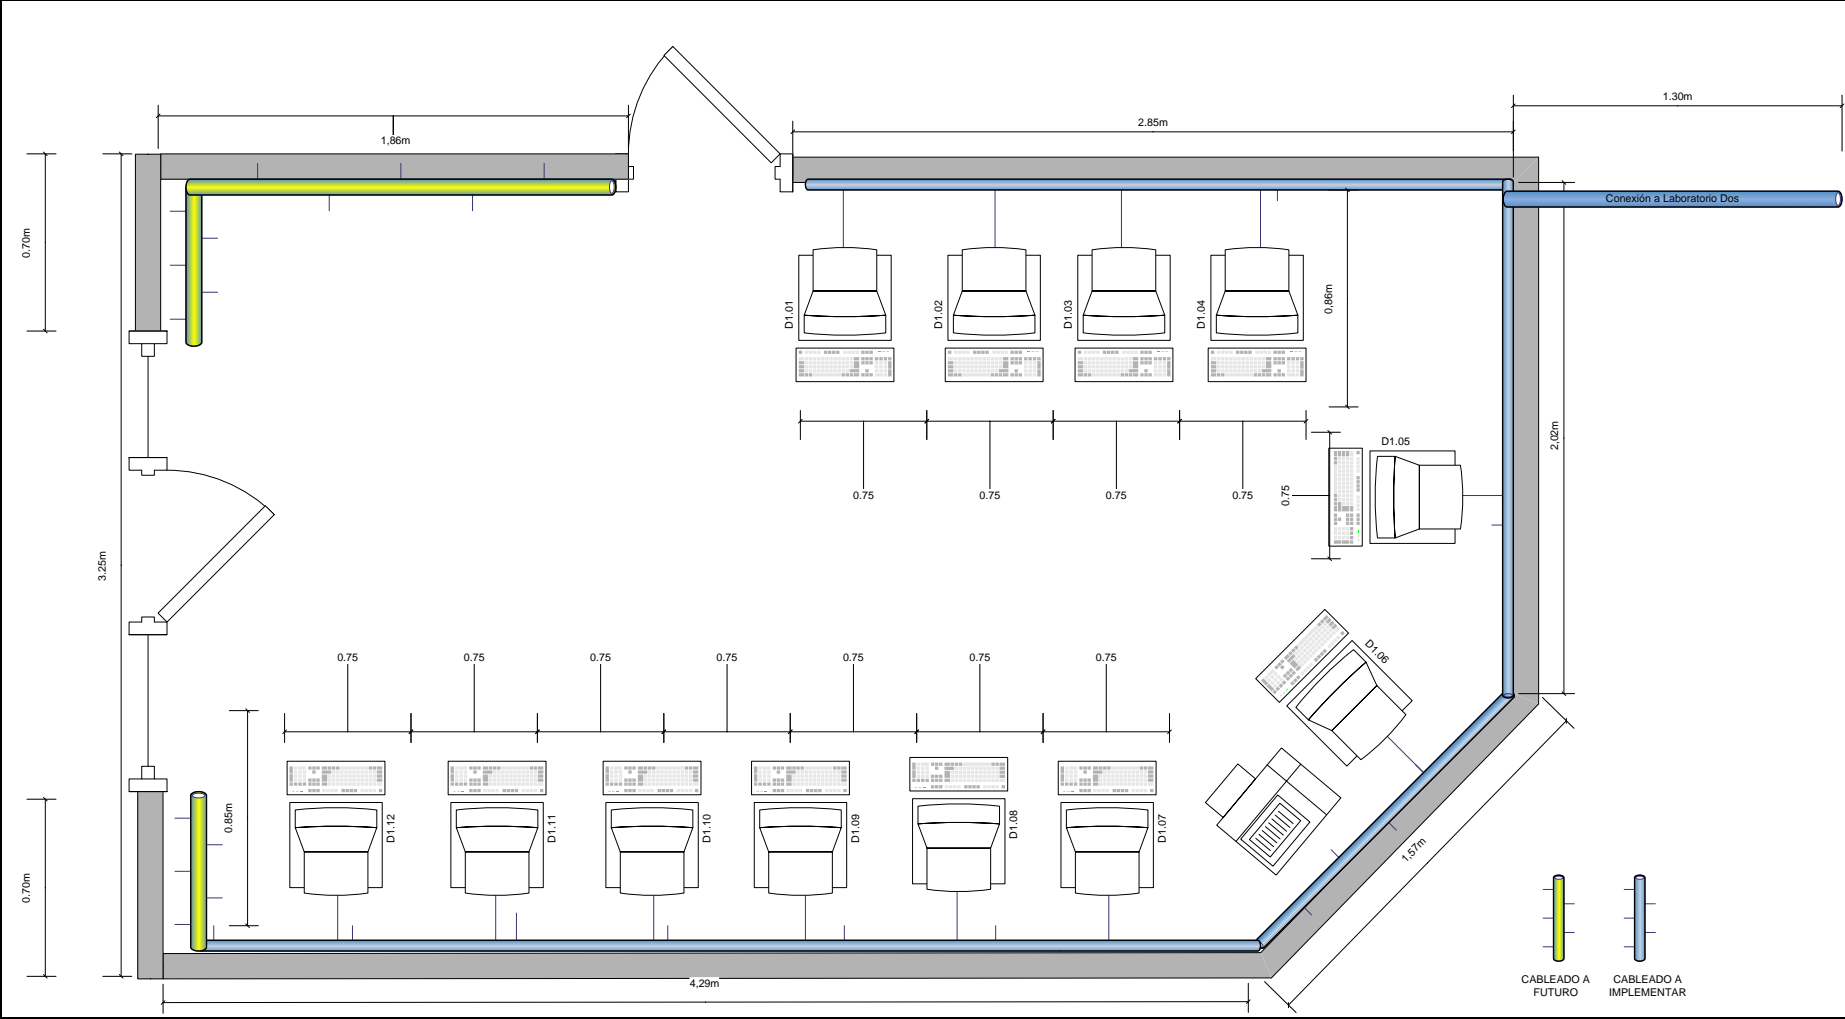 1.30m
2.85m
1,86m
Conexión a Laboratorio Dos
0.70m
D1.01
D1.02
D1.03
D1.04
0,86m
2,02m
D1.05
0.75
0.75
0.75
0.75
0.75
3.25m
D1.06
0.75
0.75
0.75
0.75
0.75
0.75
0.75
0.85m
D1.12
D1.11
D1.10
D1.09
D1.08
D1.07
1,57m
0.70m
4,29m
CABLEADO A
FUTURO
CABLEADO A
IMPLEMENTAR